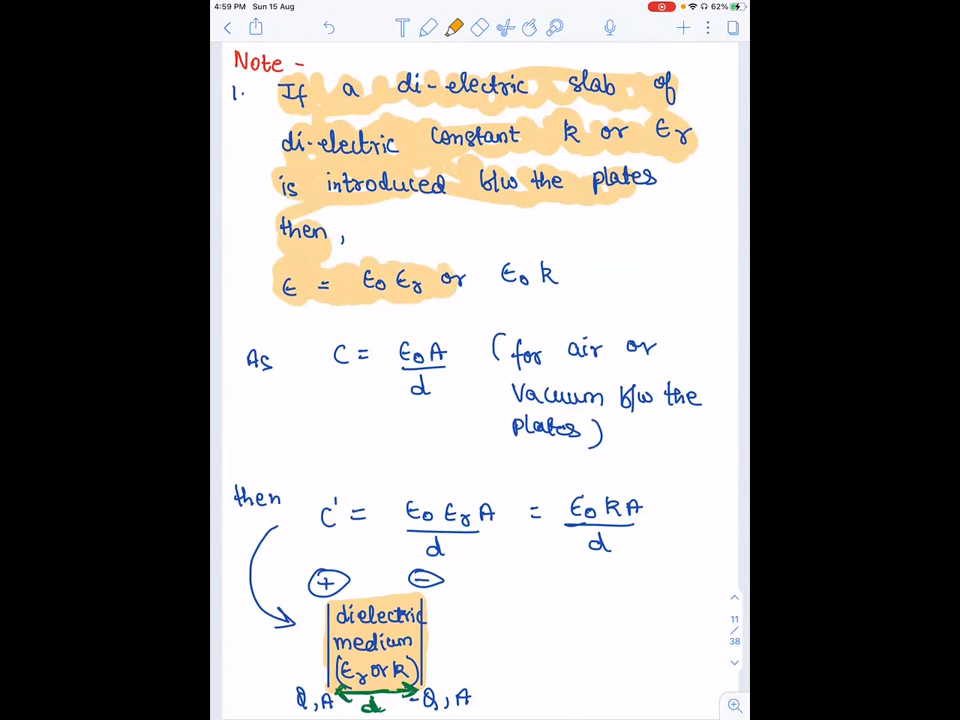 4:59 PM Sun 15 Aug 62%
Note -
1. If a di-electric slab of
di-electric constant k or εr
is introduced b/w the plates
then,
ε = ε0 εr or ε0 k
As C = ε0A/d (for air or
Vacuum b/w the
plates)
then C' = ε0 εr A/d = ε0 kA/d
+ -
dielectric
medium
(εr or k)
Q, A d -Q, A
11
/
38